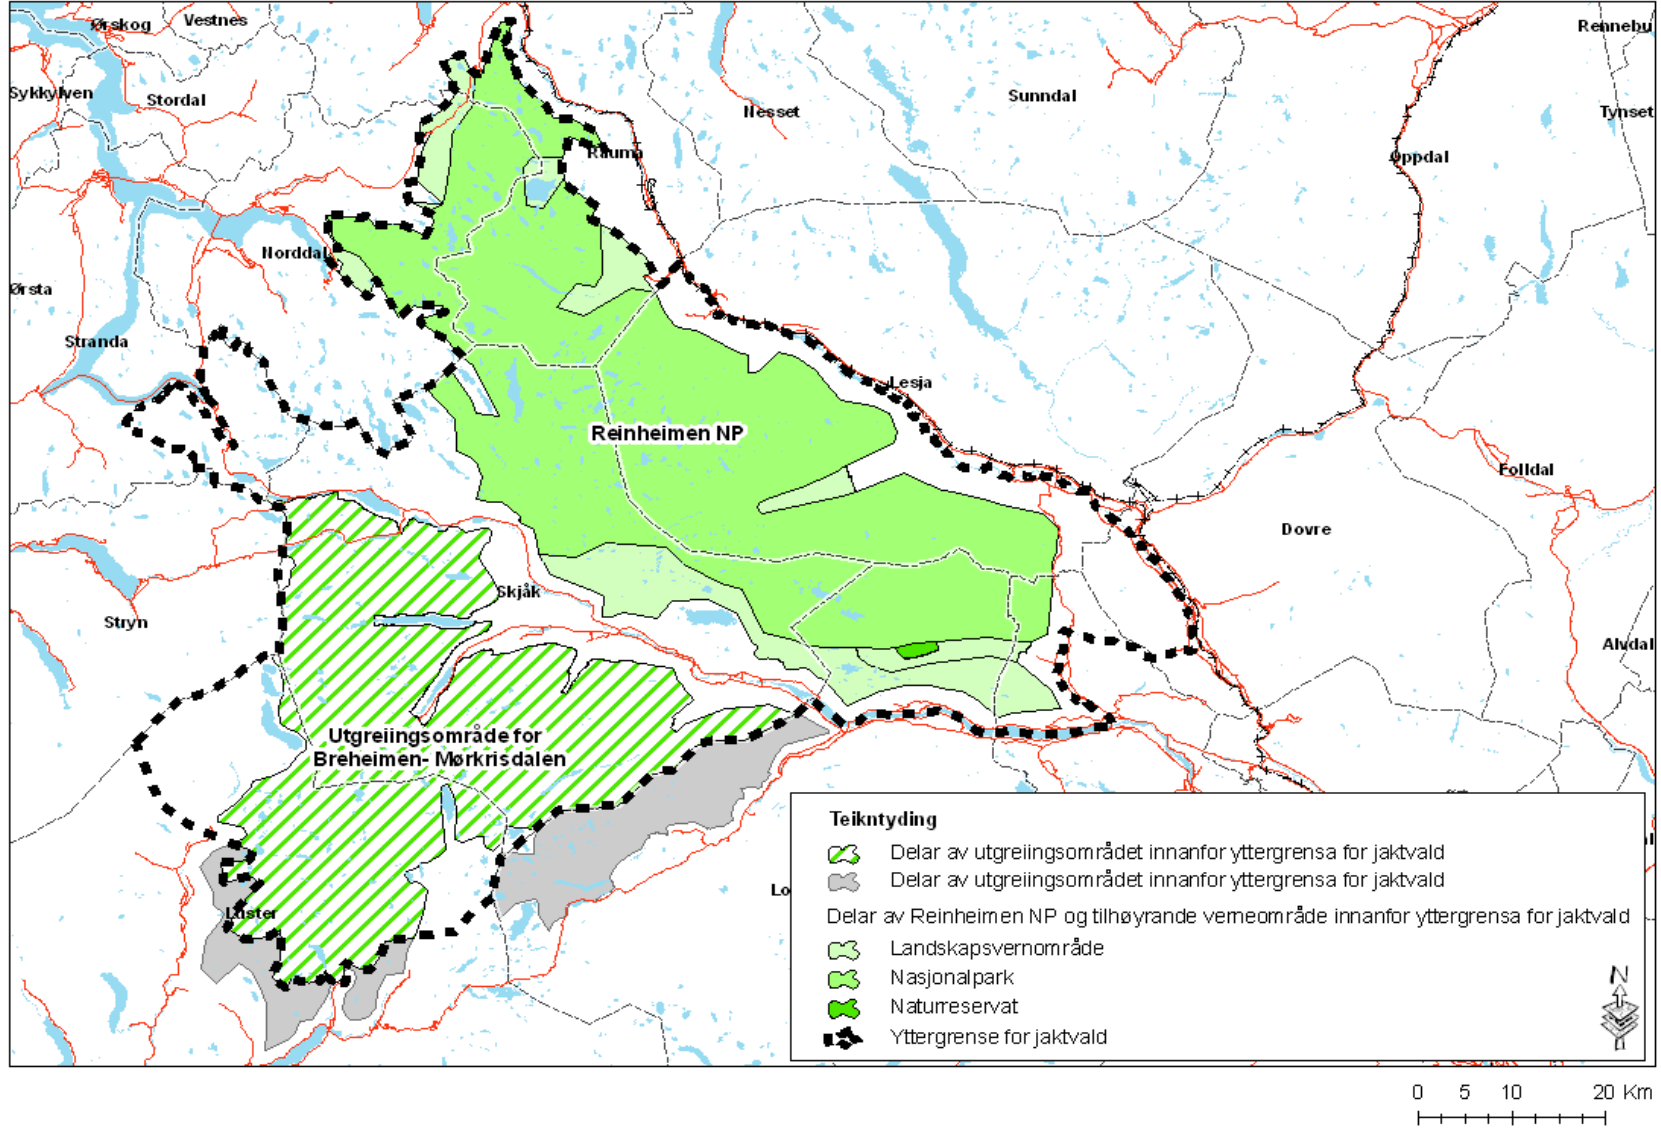 Ørskog
Vestnes
Rennebu
Sykkylven
Stordal
Sunndal
Nesset
Tynset
Rauma
Oppdal
Norddal
Ørsta
Stranda
Lesja
Reinheimen NP
Folldal
Dovre
Skjåk
Stryn
Alvdal
Utgreiingsområde for
Breheimen- Mørkrisdalen
Luster
Lo
Teikntyding
Delar av utgreiingsområdet innanfor yttergrensa for jaktvald
Delar av utgreiingsområdet innanfor yttergrensa for jaktvald
Delar av Reinheimen NP og tilhøyrande verneområde innanfor yttergrensa for jaktvald
Landskapsvernområde
Nasjonalpark
Naturreservat
Yttergrense for jaktvald
N
0 5 10 20 Km